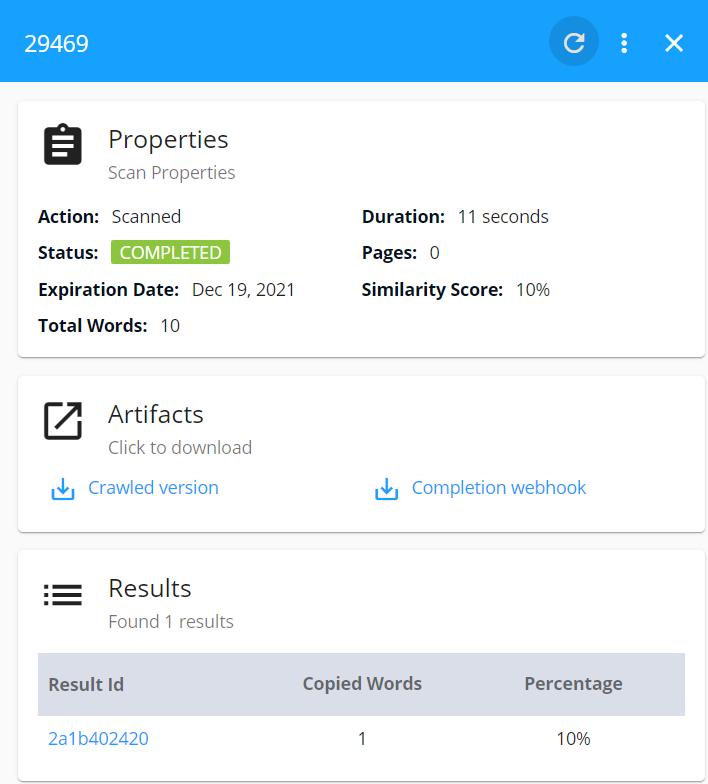 29469
Properties
Scan Properties
Action: Scanned Duration: 11 seconds
Status: COMPLETED Pages: 0
Expiration Date: Dec 19, 2021 Similarity Score: 10%
Total Words: 10
Artifacts
Click to download
Crawled version Completion webhook
Results
Found 1 results
Result Id Copied Words Percentage
2a1b402420 1 10%